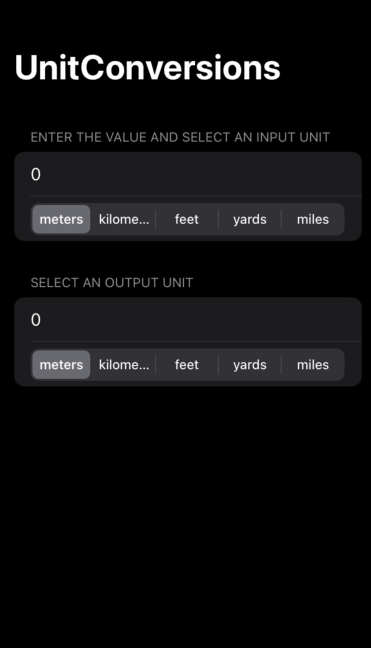 UnitConversions
ENTER THE VALUE AND SELECT AN INPUT UNIT
0
meters kilome... feet yards miles
SELECT AN OUTPUT UNIT
0
meters kilome... feet yards miles